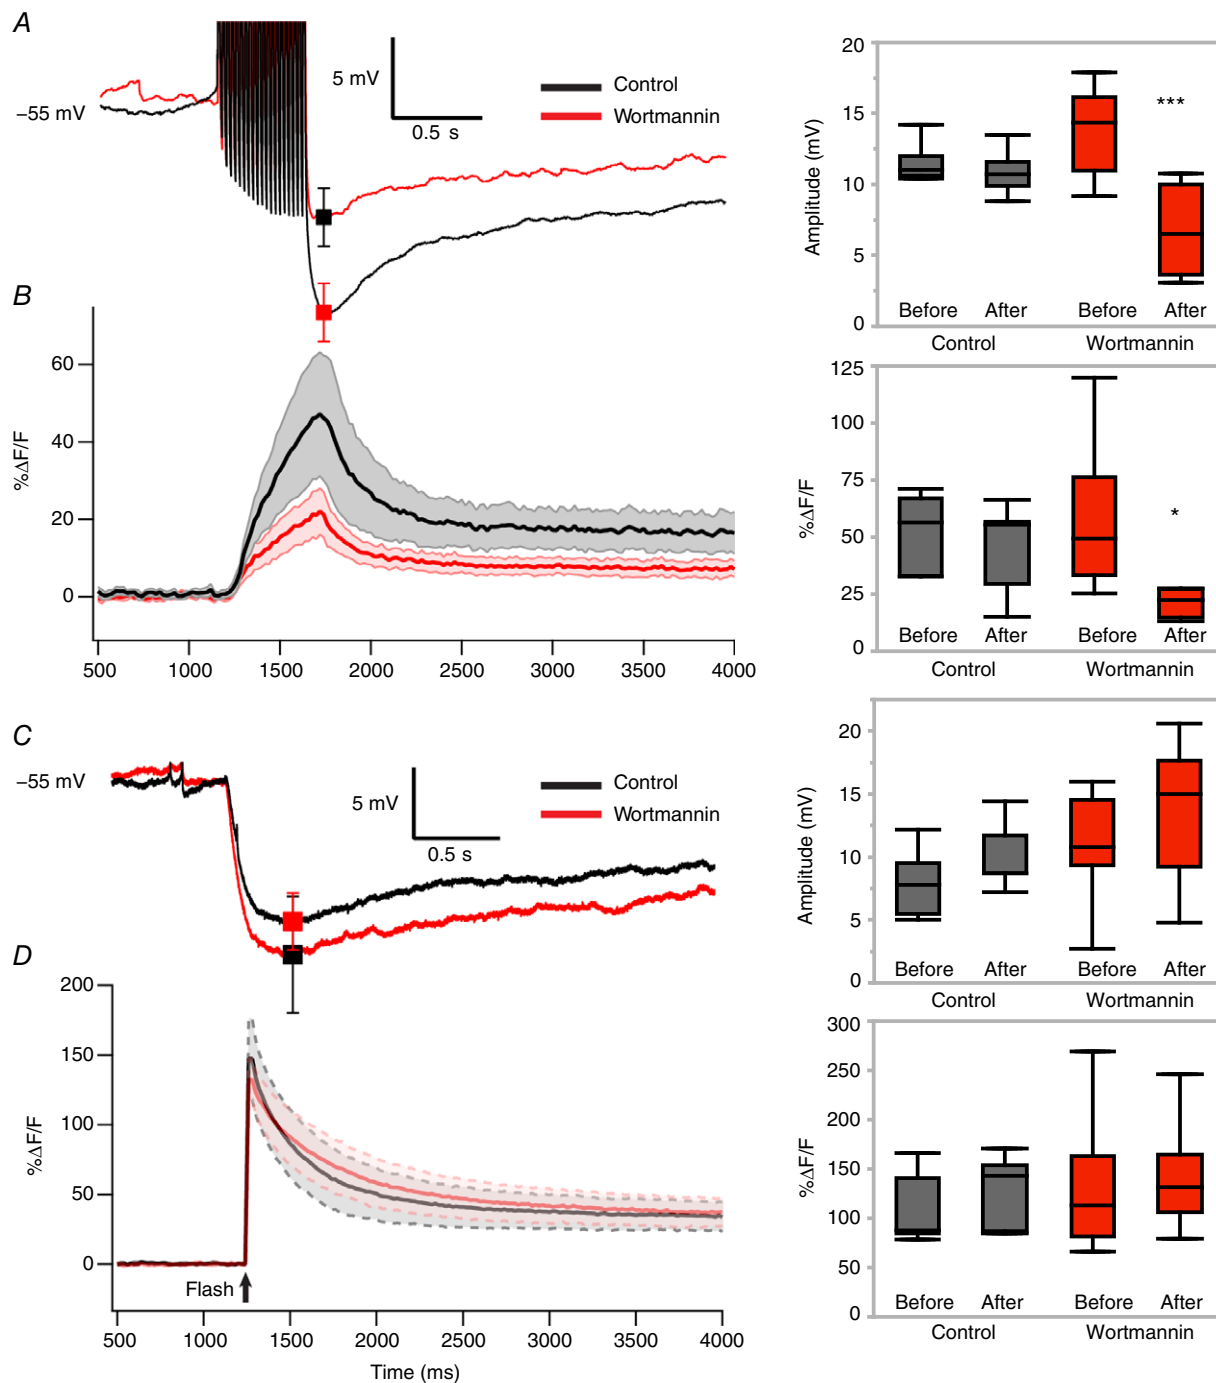 A
−55 mV
5 mV
0.5 s
Control
Wortmannin
20
15
10
5
0
Amplitude (mV)
Before After Before After
Control Wortmannin
***
B
60
40
20
0
%ΔF/F
500 1000 1500 2000 2500 3000 3500 4000
125
100
75
50
25
0
%ΔF/F
*
Before After Before After
Control Wortmannin
C
−55 mV
5 mV
0.5 s
Control
Wortmannin
20
15
10
5
0
Amplitude (mV)
Before After Before After
Control Wortmannin
D
200
150
100
50
0
%ΔF/F
Flash
500 1000 1500 2000 2500 3000 3500 4000
Time (ms)
300
250
200
150
100
50
0
%ΔF/F
Before After Before After
Control Wortmannin